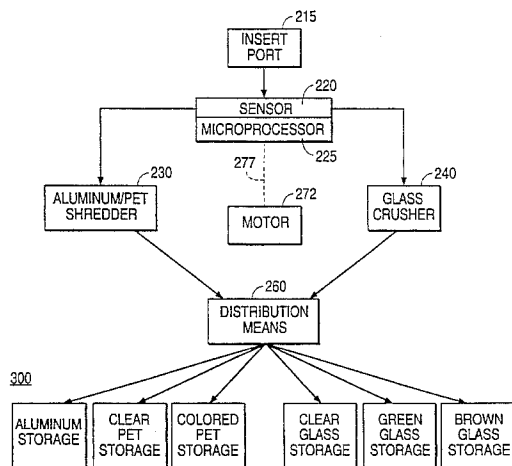 215
INSERT
PORT
220
SENSOR
MICROPROCESSOR
225
277
230
ALUMINUM/PET
SHREDDER
272
MOTOR
240
GLASS
CRUSHER
260
DISTRIBUTION
MEANS
300
ALUMINUM
STORAGE
CLEAR
PET
STORAGE
COLORED
PET
STORAGE
CLEAR
GLASS
STORAGE
GREEN
GLASS
STORAGE
BROWN
GLASS
STORAGE